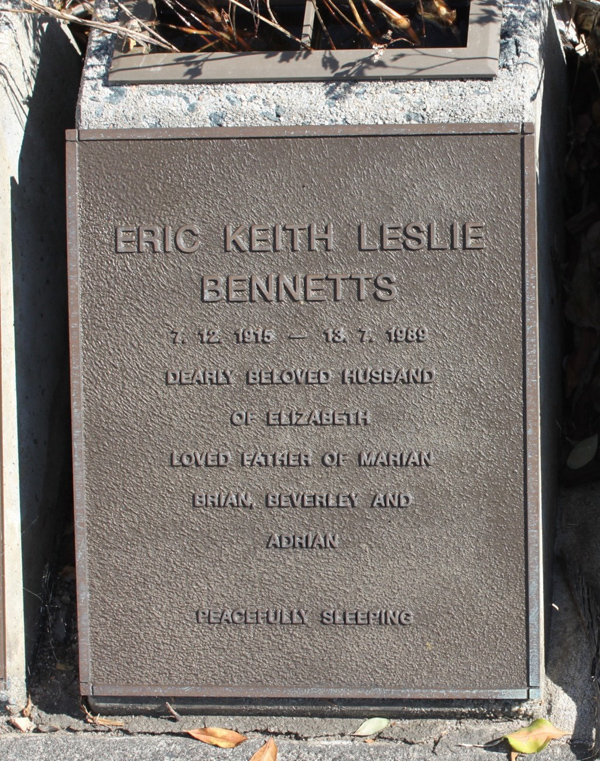 ERIC KEITH LESLIE
BENNETTS
7. 12. 1915 — 13. 7. 1989
DEARLY BELOVED HUSBAND
OF ELIZABETH
LOVED FATHER OF MARIAN
BRIAN, BEVERLEY AND
ADRIAN
PEACEFULLY SLEEPING